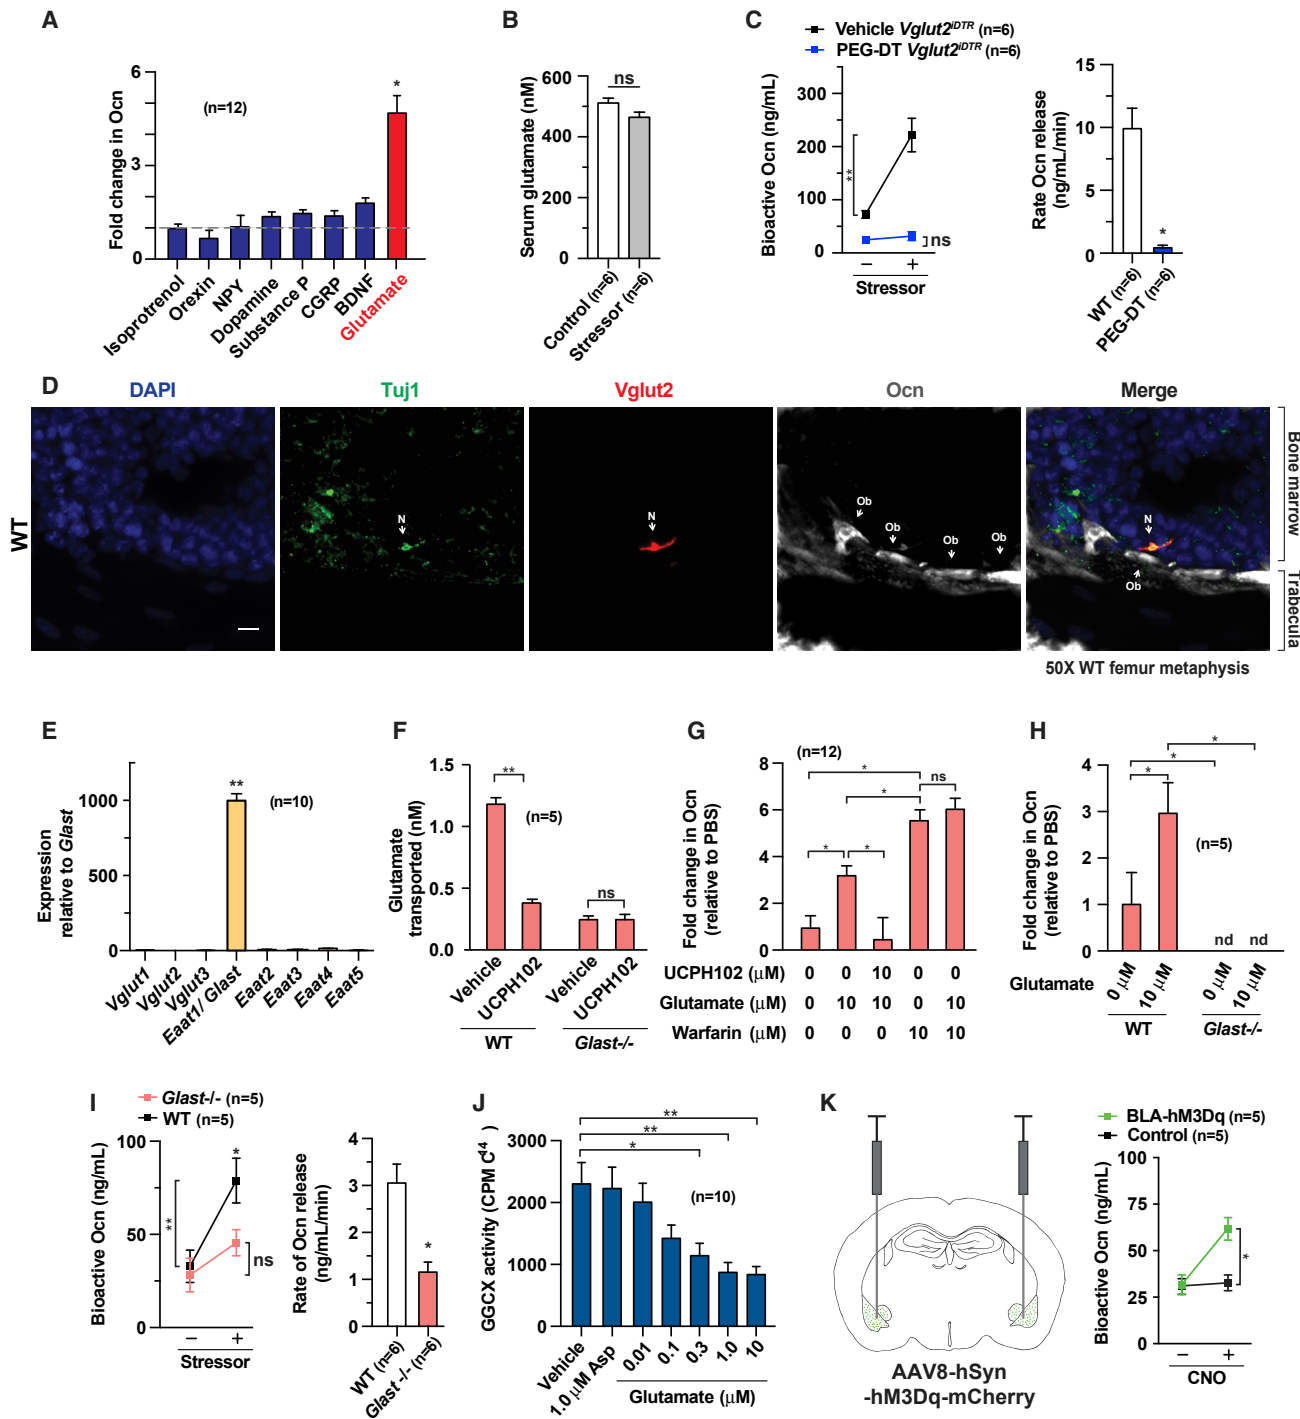 A
Fold change in Ocn
6
4
2
0
(n=12)
*
Isoprotrenol
Orexin
NPY
Dopamine
Substance P
CGRP
BDNF
Glutamate
B
Serum glutamate (nM)
600
400
200
0
ns
Control (n=6)
Stressor (n=6)
C
Vehicle Vglut2iDTR (n=6)
PEG-DT Vglut2iDTR (n=6)
Bioactive Ocn (ng/mL)
300
200
100
0
**
ns
− +
Stressor
Rate Ocn release
(ng/mL/min)
15
10
5
0
*
WT (n=6)
PEG-DT (n=6)
D
DAPI
Tuj1
Vglut2
Ocn
Merge
WT
N
N
Ob
Ob
Ob
Ob
N
Ob
Bone marrow
Trabecula
50X WT femur metaphysis
E
Expression
relative to Glast
1000
500
0
**
(n=10)
Vglut1
Vglut2
Vglut3
Eaat1/ Glast
Eaat2
Eaat3
Eaat4
Eaat5
F
Glutamate
transported (nM)
1.5
1.0
0.5
0.0
**
(n=5)
ns
Vehicle
UCPH102
Vehicle
UCPH102
WT
Glast-/-
G
(n=12)
Fold change in Ocn
(relative to PBS)
8
6
4
2
0
*
*
ns
*
*
UCPH102 (μM) 0 0 10 0 0
Glutamate (μM) 0 10 10 0 10
Warfarin (μM) 0 0 0 10 10
H
Fold change in Ocn
(relative to PBS)
4
3
2
1
0
*
*
*
(n=5)
nd nd
Glutamate
0 μM
10 μM
0 μM
10 μM
WT
Glast-/-
I
Glast-/- (n=5)
WT (n=5)
Bioactive Ocn (ng/mL)
100
50
0
**
*
ns
− +
Stressor
Rate of Ocn release
(ng/mL/min)
4
3
2
1
0
*
WT (n=6)
Glast -/- (n=6)
J
GGCX activity (CPM C14)
3000
2000
1000
0
**
**
*
(n=10)
Vehicle
1.0 μM Asp
0.01
0.1
0.3
1.0
10
Glutamate (μM)
K
AAV8-hSyn
-hM3Dq-mCherry
BLA-hM3Dq (n=5)
Control (n=5)
Bioactive Ocn (ng/mL)
100
75
50
25
0
*
− +
CNO